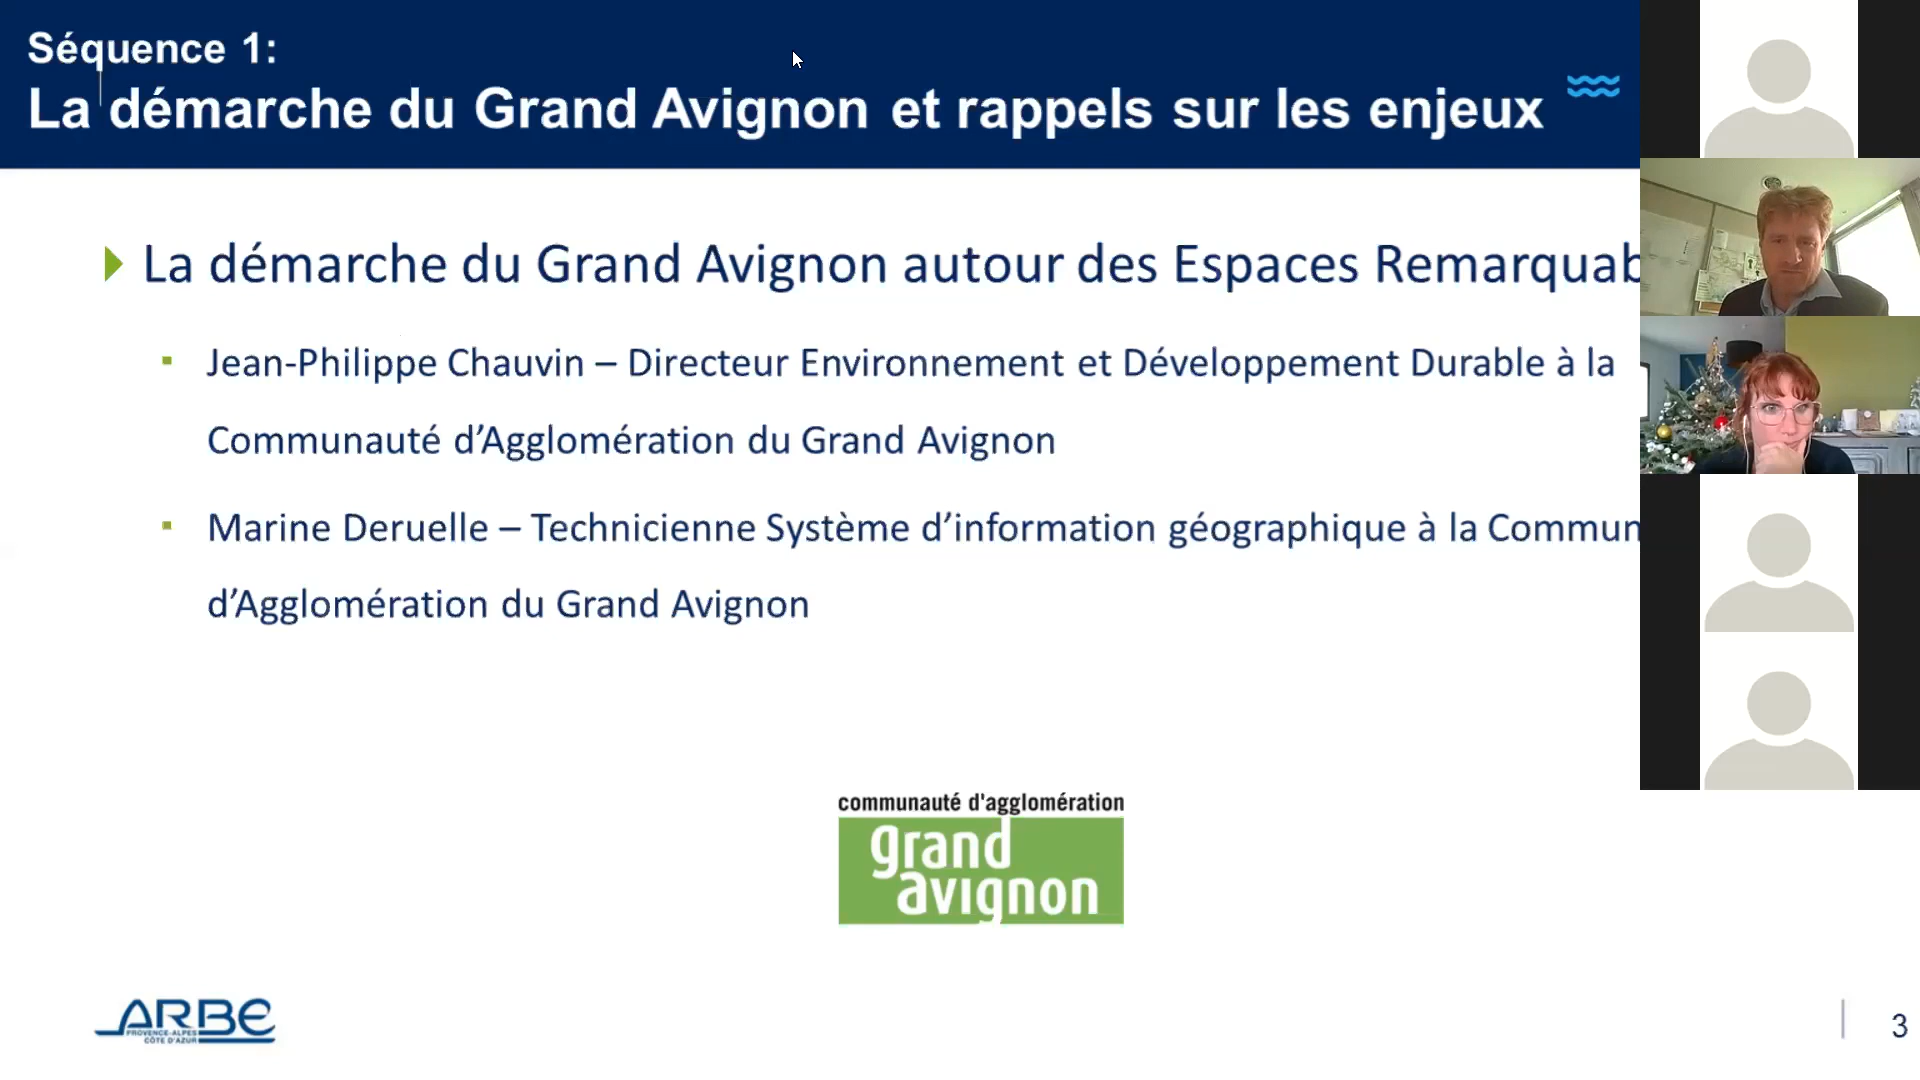 Séquence 1:
La démarche du Grand Avignon et rappels sur les enjeux
La démarche du Grand Avignon autour des Espaces Remarquab
Jean-Philippe Chauvin – Directeur Environnement et Développement Durable à la
Communauté d’Agglomération du Grand Avignon
Marine Deruelle – Technicienne Système d’information géographique à la Commun
d’Agglomération du Grand Avignon
communauté d'agglomération
grand
avignon
ARBE
PROVENCE-ALPES
CÔTE D'AZUR
3